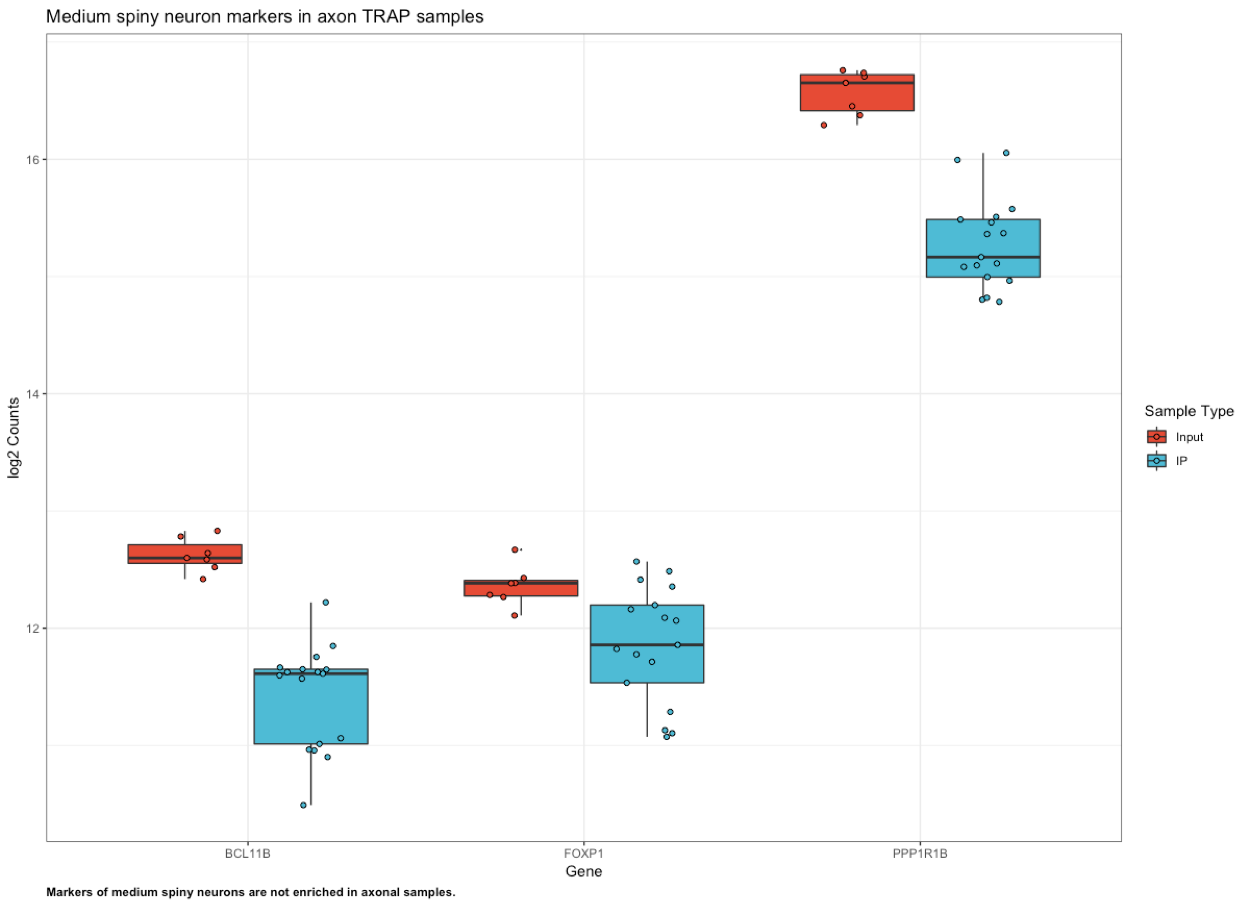 Medium spiny neuron markers in axon TRAP samples
log2 Counts
16
14
12
BCL11B
FOXP1
PPP1R1B
Gene
Sample Type
Input
IP
Markers of medium spiny neurons are not enriched in axonal samples.